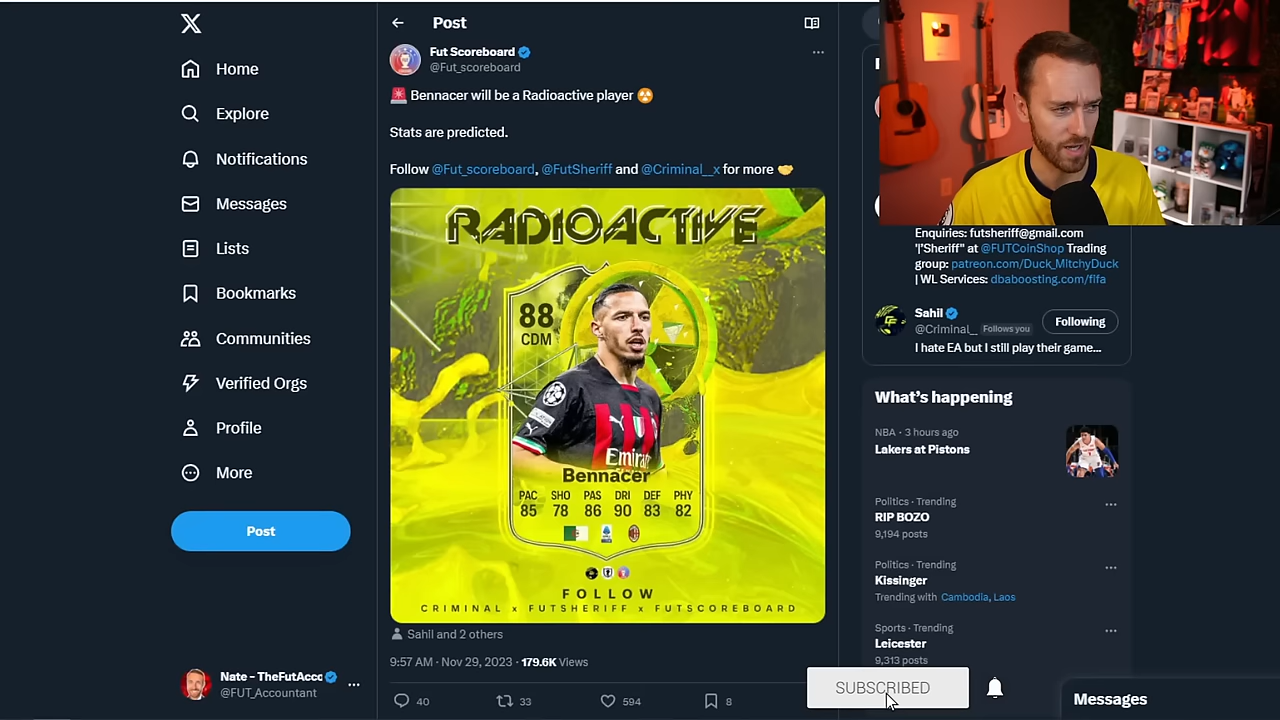 Home
Explore
Notifications
Messages
Lists
Bookmarks
Communities
Verified Orgs
Profile
More
Post
Nate - TheFutAcc
@FUT_Accountant
Post
Fut Scoreboard
@Fut_scoreboard
Bennacer will be a Radioactive player
Stats are predicted.
Follow @Fut_scoreboard, @FutSheriff and @Criminal__x for more
RADIOACTIVE
88
CDM
Emirat
Bennacer
PAC SHO PAS DRI DEF PHY
85 78 86 90 83 82
FOLLOW
CRIMINAL x FUTSHERIFF x FUTSCOREBOARD
Sahil and 2 others
9:57 AM · Nov 29, 2023 · 179.6K Views
40 33 594 8
Enquiries: futsheriff@gmail.com
'|'Sheriff" at @FUTCoinShop Trading
group: patreon.com/Duck_MitchyDuck
| WL Services: dbaboosting.com/fifa
Sahil
@Criminal__ Follows you
Following
I hate EA but I still play their game...
What's happening
NBA · 3 hours ago
Lakers at Pistons
Politics · Trending
RIP BOZO
9,194 posts
Politics · Trending
Kissinger
Trending with Cambodia, Laos
Sports · Trending
Leicester
9,313 posts
SUBSCRIBED
Messages